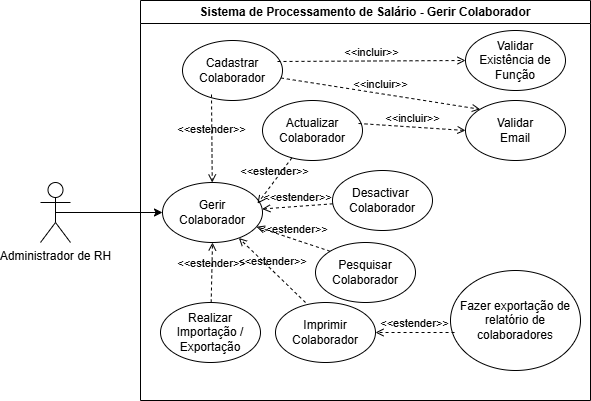 Sistema de Processamento de Salário - Gerir Colaborador
Cadastrar
Colaborador
<<incluir>>
Validar
Existência de
Função
<<incluir>>
<<estender>>
Actualizar
Colaborador
<<incluir>>
Validar
Email
<<estender>>
Gerir
Colaborador
<<estender>>
Desactivar
Colaborador
Administrador de RH
<<estender>>
Pesquisar
Colaborador
<<estender>>
<<estender>>
Realizar
Importação /
Exportação
Imprimir
Colaborador
<<estender>>
Fazer exportação de
relatório de
colaboradores